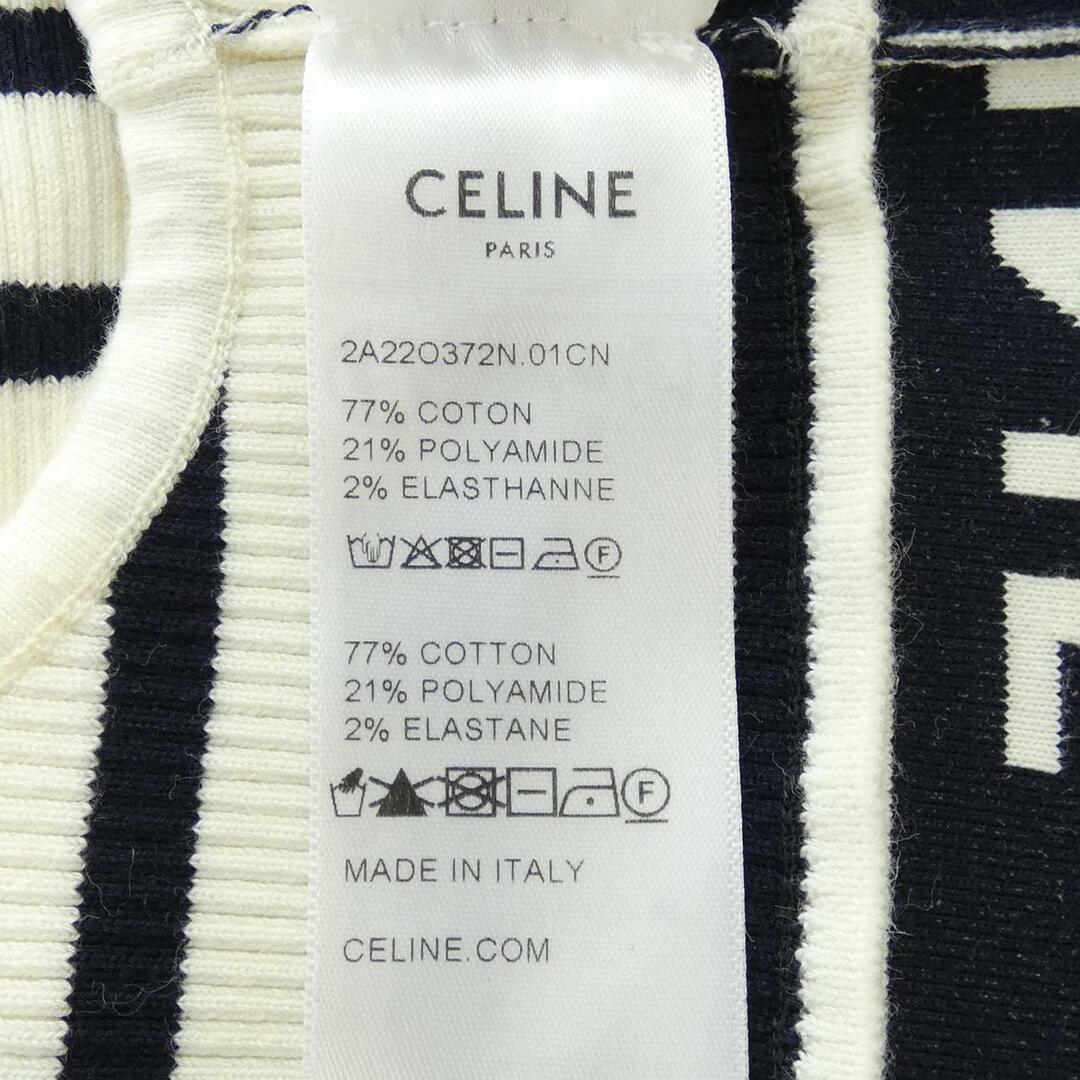 CELINE
PARIS
2A22O372N.01CN
77% COTON
21% POLYAMIDE
2% ELASTHANNE
F
77% COTTON
21% POLYAMIDE
2% ELASTANE
F
MADE IN ITALY
CELINE.COM